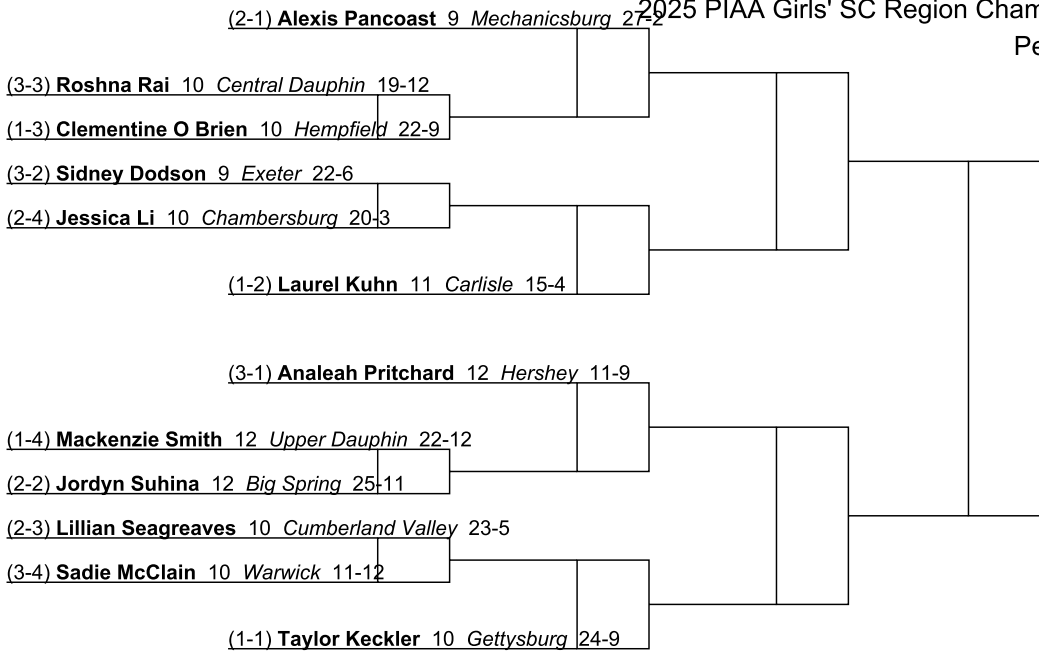 2025 PIAA Girls' SC Region Cham
(2-1) Alexis Pancoast 9 Mechanicsburg 27-2
Pe
(3-3) Roshna Rai 10 Central Dauphin 19-12
(1-3) Clementine O Brien 10 Hempfield 22-9
(3-2) Sidney Dodson 9 Exeter 22-6
(2-4) Jessica Li 10 Chambersburg 20-3
(1-2) Laurel Kuhn 11 Carlisle 15-4
(3-1) Analeah Pritchard 12 Hershey 11-9
(1-4) Mackenzie Smith 12 Upper Dauphin 22-12
(2-2) Jordyn Suhina 12 Big Spring 25-11
(2-3) Lillian Seagreaves 10 Cumberland Valley 23-5
(3-4) Sadie McClain 10 Warwick 11-12
(1-1) Taylor Keckler 10 Gettysburg 24-9